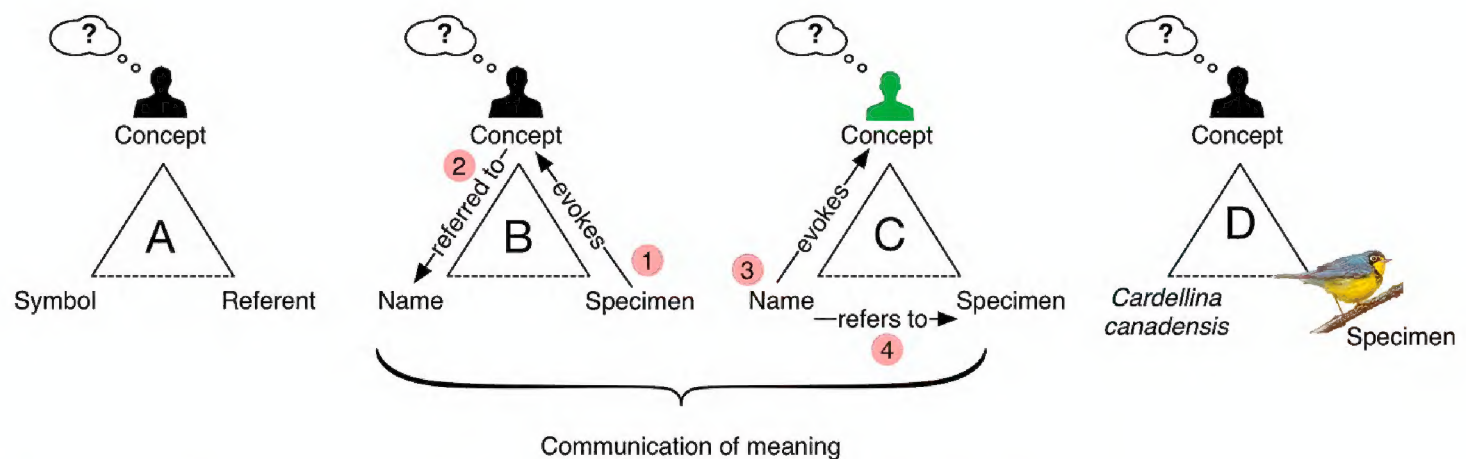 ?
Concept
A
Symbol
Referent
?
Concept
2
referred to
evokes
B
1
Name
Specimen
?
Concept
evokes
C
3
Name
Specimen
refers to
4
?
Concept
D
Cardellina
canadensis
Specimen
Communication of meaning